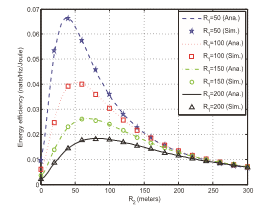 0.07
0.06
0.05
0.04
0.03
0.02
0.01
0
0 50 100 150 200 250 300
Energy efficiency (nats/Hz/Joule)
R₂ (meters)
R₁=50 (Ana.)
R₁=50 (Sim.)
R₁=100 (Ana.)
R₁=100 (Sim.)
R₁=150 (Ana.)
R₁=150 (Sim.)
R₁=200 (Ana.)
R₁=200 (Sim.)